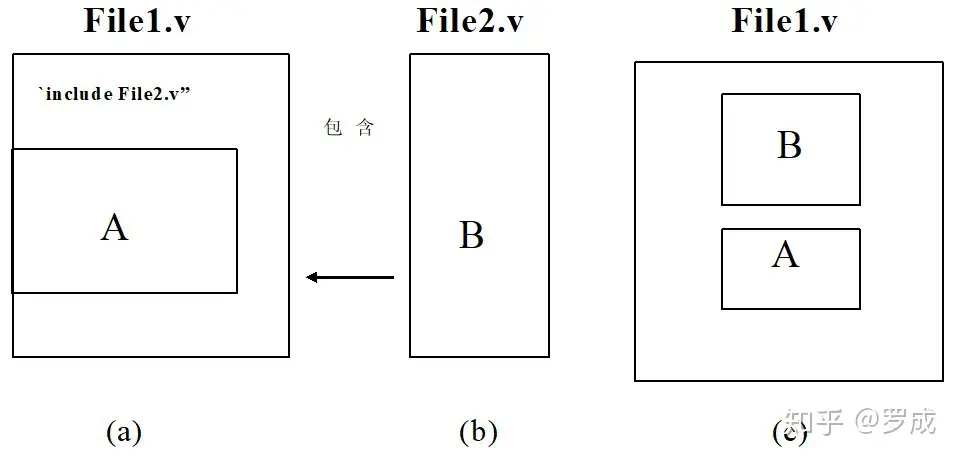 File1.v File2.v File1.v
`include File2.v”
包 含
B
A
B
A
(a) (b) (c)
知乎 @罗成